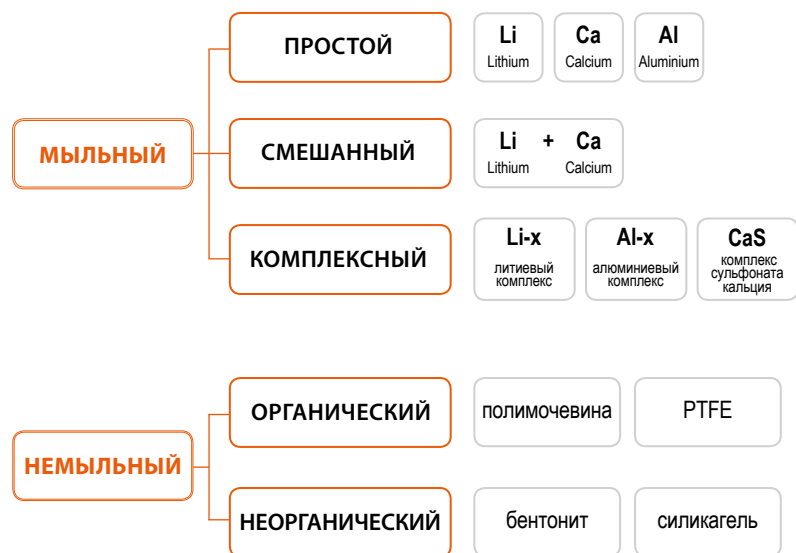 ПРОСТОЙ
Li Ca Al
Lithium Calcium Aluminium
МЫЛЬНЫЙ
СМЕШАННЫЙ
Li + Ca
Lithium Calcium
КОМПЛЕКСНЫЙ
Li-x
литиевый
комплекс
Al-x
алюминиевый
комплекс
CaS
комплекс
сульфоната
кальция
НЕМЫЛЬНЫЙ
ОРГАНИЧЕСКИЙ
полимочевина
PTFE
НЕОРГАНИЧЕСКИЙ
бентонит
силикагель